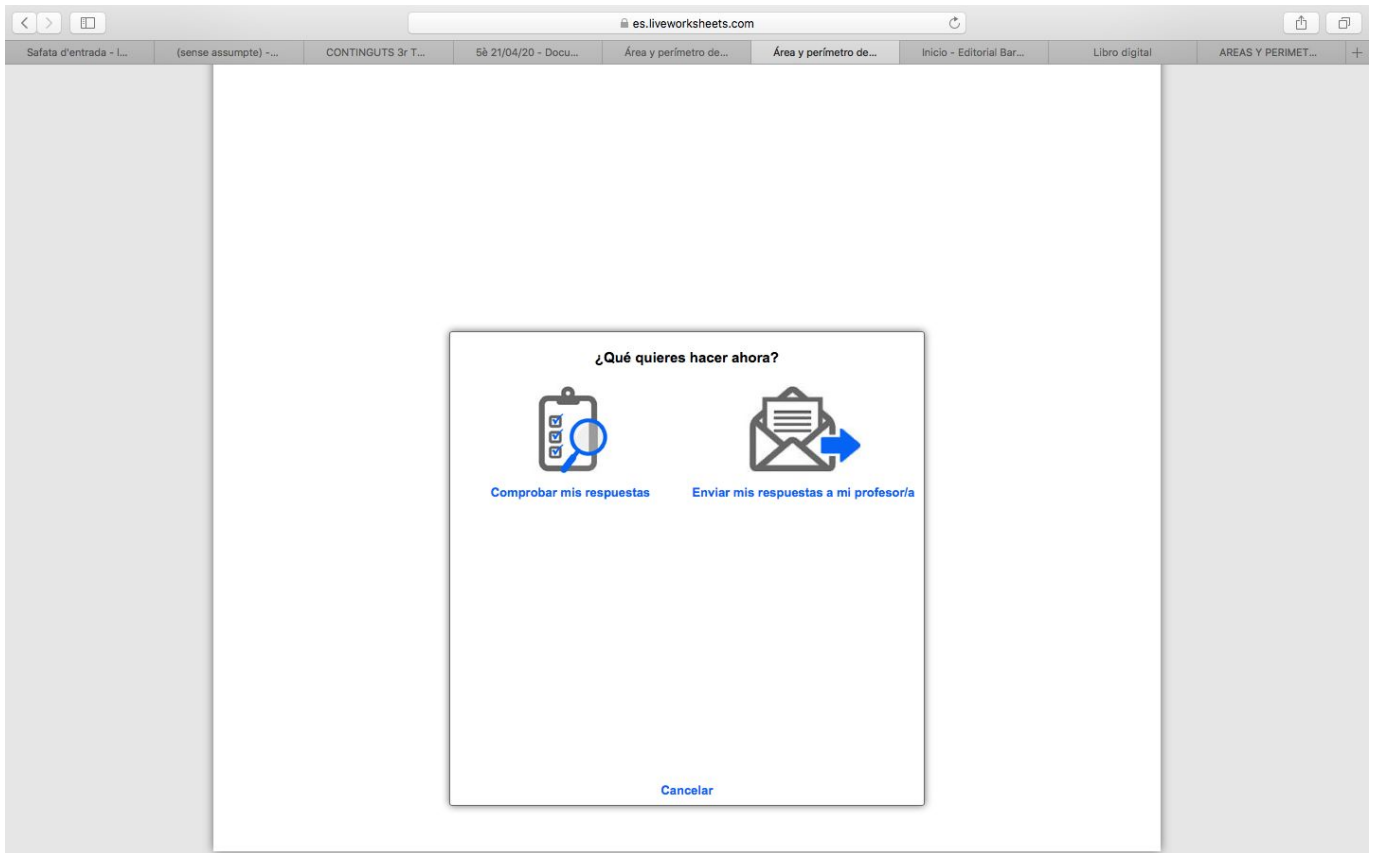 es.liveworksheets.com
Safata d'entrada - I...
(sense assumpte) -...
CONTINGUTS 3r T...
5è 21/04/20 - Docu...
Área y perímetro de...
Área y perímetro de...
Inicio - Editorial Bar...
Libro digital
AREAS Y PERIMET...
¿Qué quieres hacer ahora?
Comprobar mis respuestas
Enviar mis respuestas a mi profesor/a
Cancelar